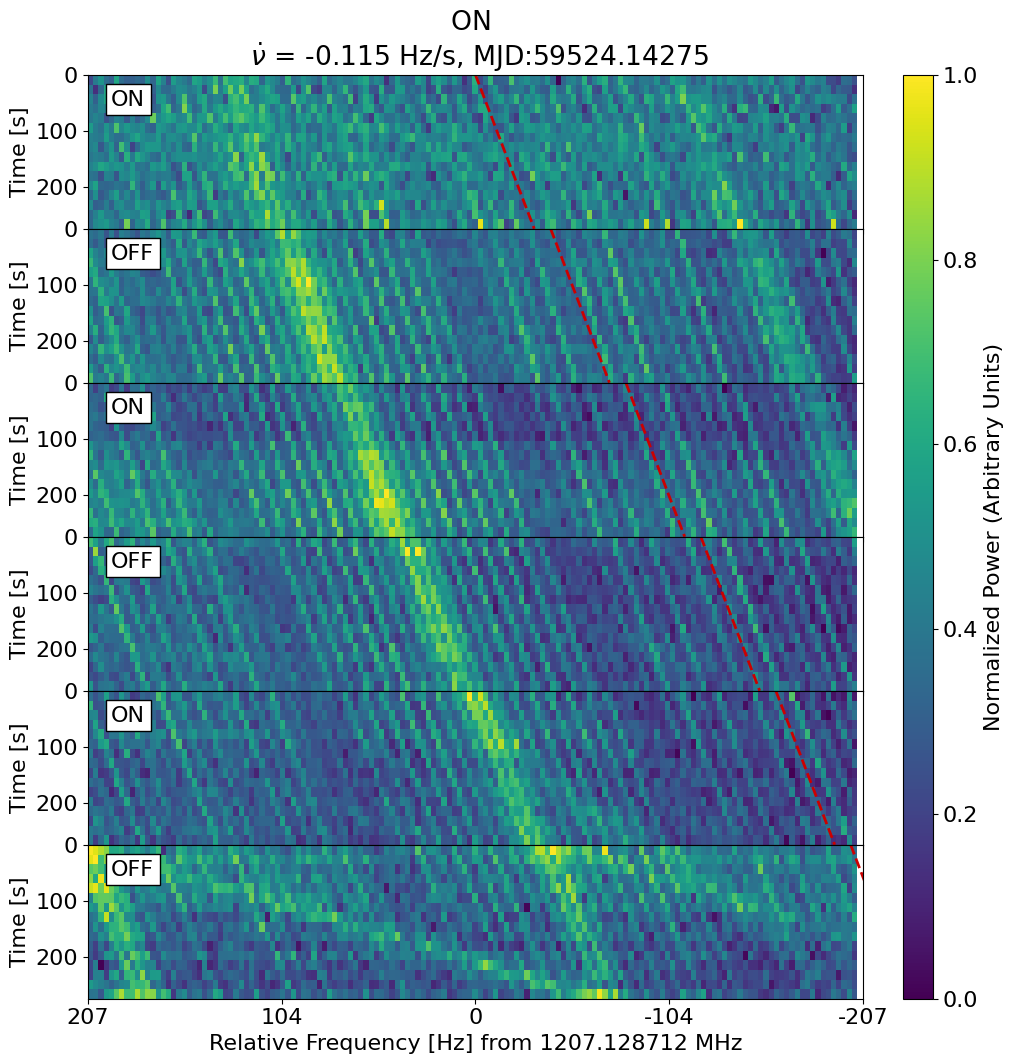 ON
ν̇ = -0.115 Hz/s, MJD:59524.14275
0
100
200
Time [s]
ON
0
100
200
Time [s]
OFF
0
100
200
Time [s]
ON
0
100
200
Time [s]
OFF
0
100
200
Time [s]
ON
0
100
200
Time [s]
OFF
207
104
0
-104
-207
Relative Frequency [Hz] from 1207.128712 MHz
1.0
0.8
0.6
0.4
0.2
0.0
Normalized Power (Arbitrary Units)